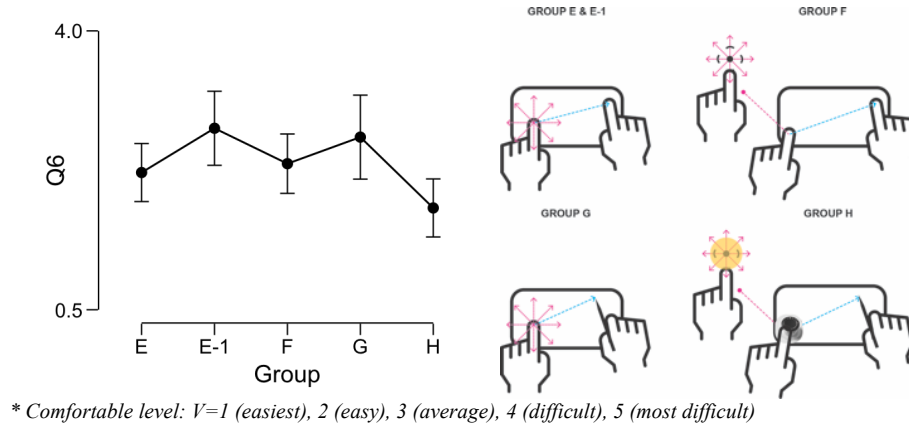 GROUP E & E-1
GROUP F
4.0
Q6
0.5
E
E-1
F
G
H
Group
GROUP G
GROUP H
* Comfortable level: V=1 (easiest), 2 (easy), 3 (average), 4 (difficult), 5 (most difficult)